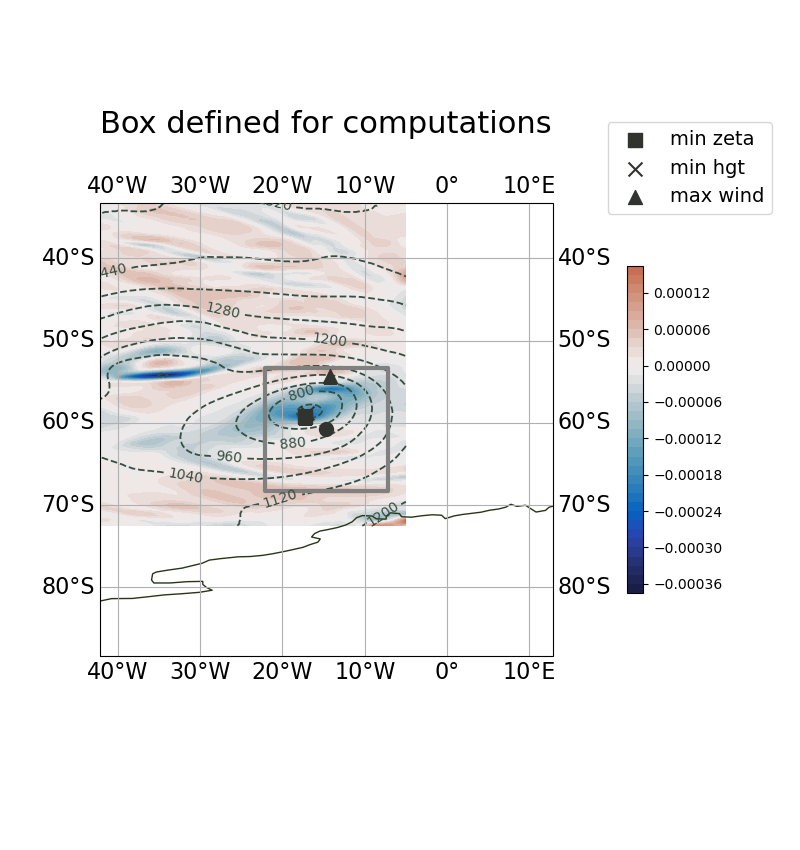 Box defined for computations
min zeta
min hgt
max wind
40°W 30°W 20°W 10°W 0° 10°E
40°S 40°S
440
1280
50°S 50°S
1200
800
60°S 60°S
880
960
1040
1120
70°S 70°S
1200
80°S 80°S
40°W 30°W 20°W 10°W 0° 10°E
0.00012
0.00006
0.00000
−0.00006
−0.00012
−0.00018
−0.00024
−0.00030
−0.00036